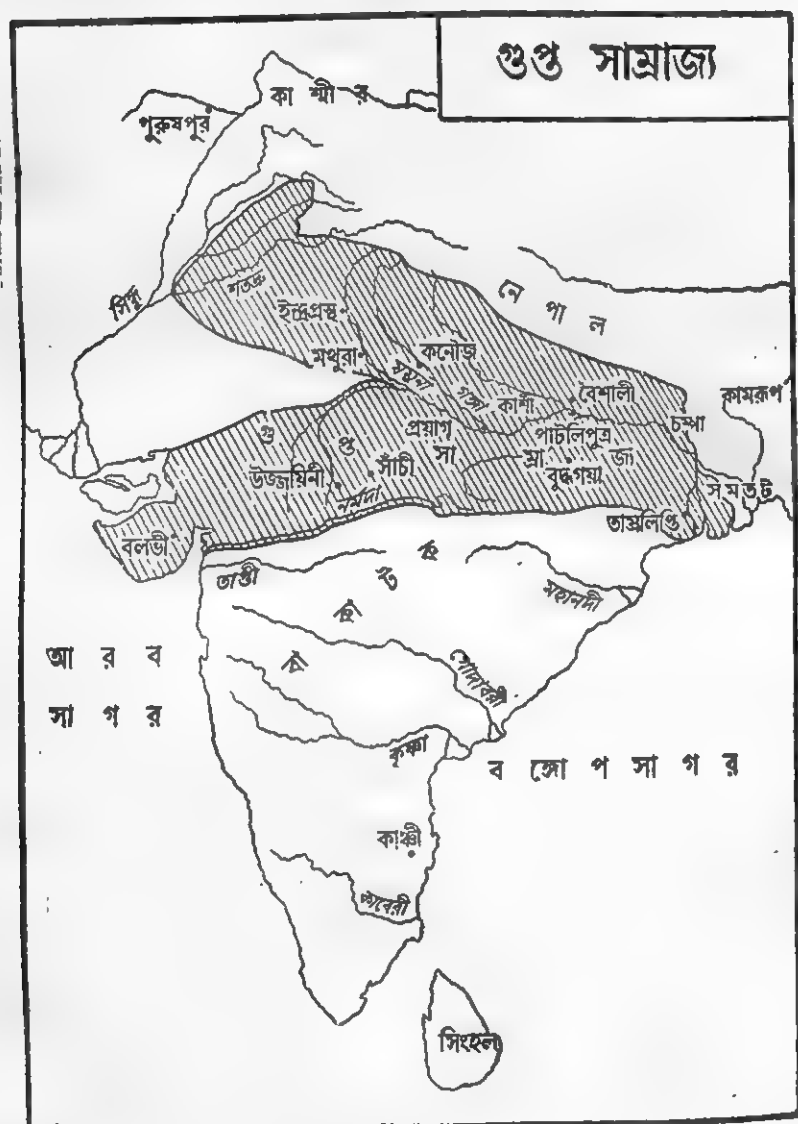 গুপ্ত সাম্রাজ্য
কাশ্মীর
পুরুষপুর
সিন্ধু
শতদ্রু
ইন্দ্রপ্রস্থ
নেপাল
মথুরা
কনৌজ
যমুনা
গঙ্গা
কাশী
বৈশালী
কামরূপ
চম্পা
পাটলিপুত্র
প্রয়াগ
গুপ্ত সাম্রাজ্য
উজ্জয়িনী
সাঁচী
বুদ্ধগয়া
সমতট
নর্মদা
তাম্রলিপ্তি
বলভী
তাপ্তী
বাকাটক
মহানদী
গোদাবরী
আরব
সাগর
কৃষ্ণা
বঙ্গোপসাগর
কাঞ্চী
কাবেরী
সিংহল